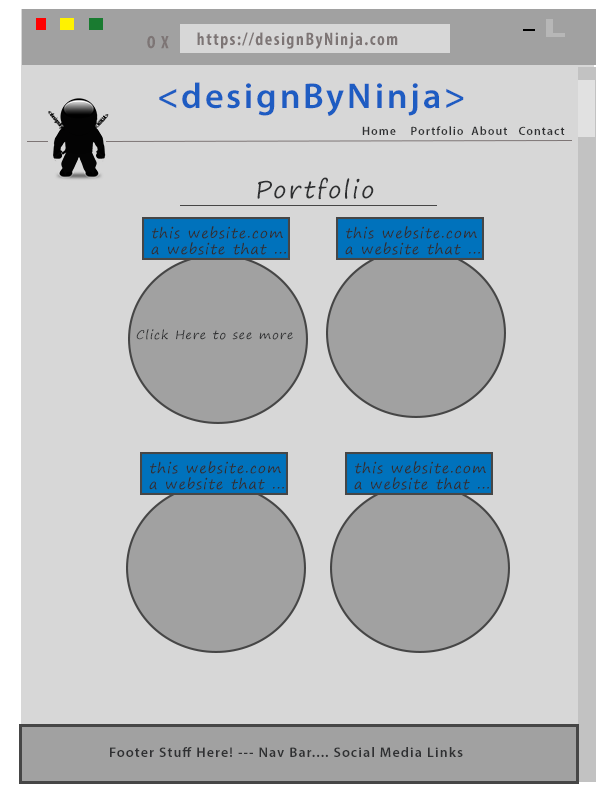 0 X https://designByNinja.com
<designByNinja>
Home Portfolio About Contact
Portfolio
this website.com
a website that ...
this website.com
a website that ...
Click Here to see more
this website.com
a website that ...
this website.com
a website that ...
Footer Stuff Here! --- Nav Bar.... Social Media Links